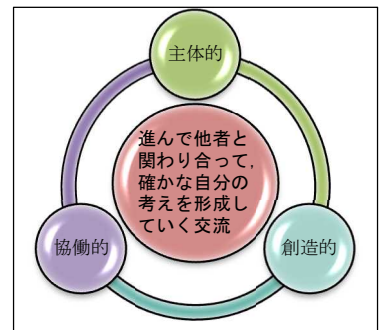 主体的
進んで他者と
関わり合って，
確かな自分の
考えを形成し
ていく交流
協働的
創造的